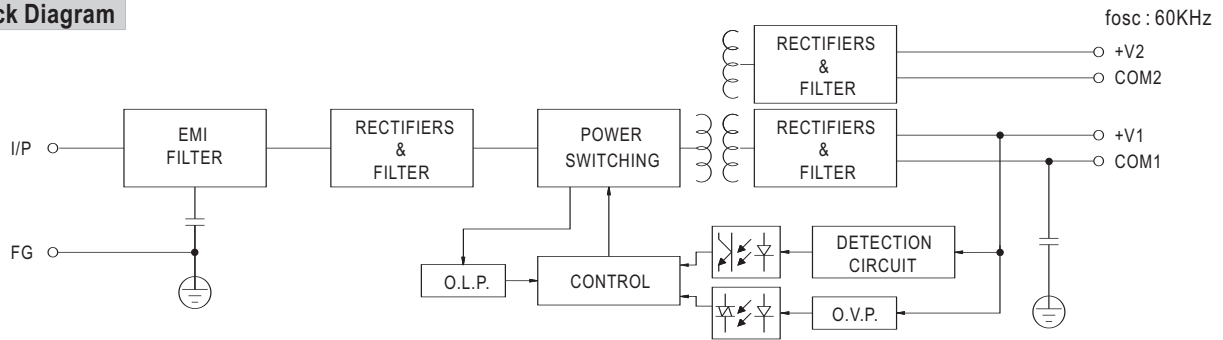 ck Diagram
fosc : 60KHz
RECTIFIERS
&
FILTER
+V2
COM2
I/P
EMI
FILTER
RECTIFIERS
&
FILTER
POWER
SWITCHING
RECTIFIERS
&
FILTER
+V1
COM1
FG
O.L.P.
CONTROL
DETECTION
CIRCUIT
O.V.P.